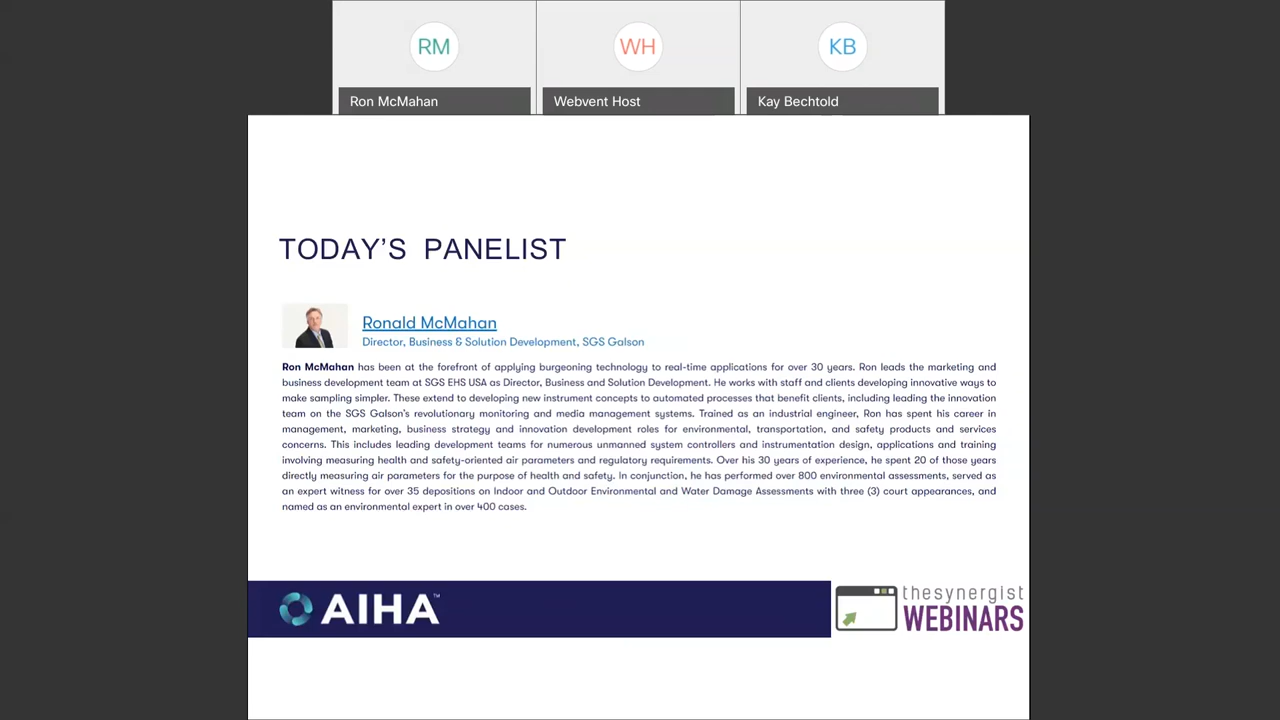 RM
WH
KB
Ron McMahan
Webvent Host
Kay Bechtold
TODAY’S PANELIST
Ronald McMahan
Director, Business & Solution Development, SGS Galson
Ron McMahan has been at the forefront of applying burgeoning technology to real-time applications for over 30 years. Ron leads the marketing and
business development team at SGS EHS USA as Director, Business and Solution Development. He works with staff and clients developing innovative ways to
make sampling simpler. These extend to developing new instrument concepts to automated processes that benefit clients, including leading the innovation
team on the SGS Galson’s revolutionary monitoring and media management systems. Trained as an industrial engineer, Ron has spent his career in
management, marketing, business strategy and innovation development roles for environmental, transportation, and safety products and services
concerns. This includes leading development teams for numerous unmanned system controllers and instrumentation design, applications and training
involving measuring health and safety-oriented air parameters and regulatory requirements. Over his 30 years of experience, he spent 20 of those years
directly measuring air parameters for the purpose of health and safety. In conjunction, he has performed over 800 environmental assessments, served as
an expert witness for over 35 depositions on Indoor and Outdoor Environmental and Water Damage Assessments with three (3) court appearances, and
named as an environmental expert in over 400 cases.
AIHA™
thesynergist
WEBINARS